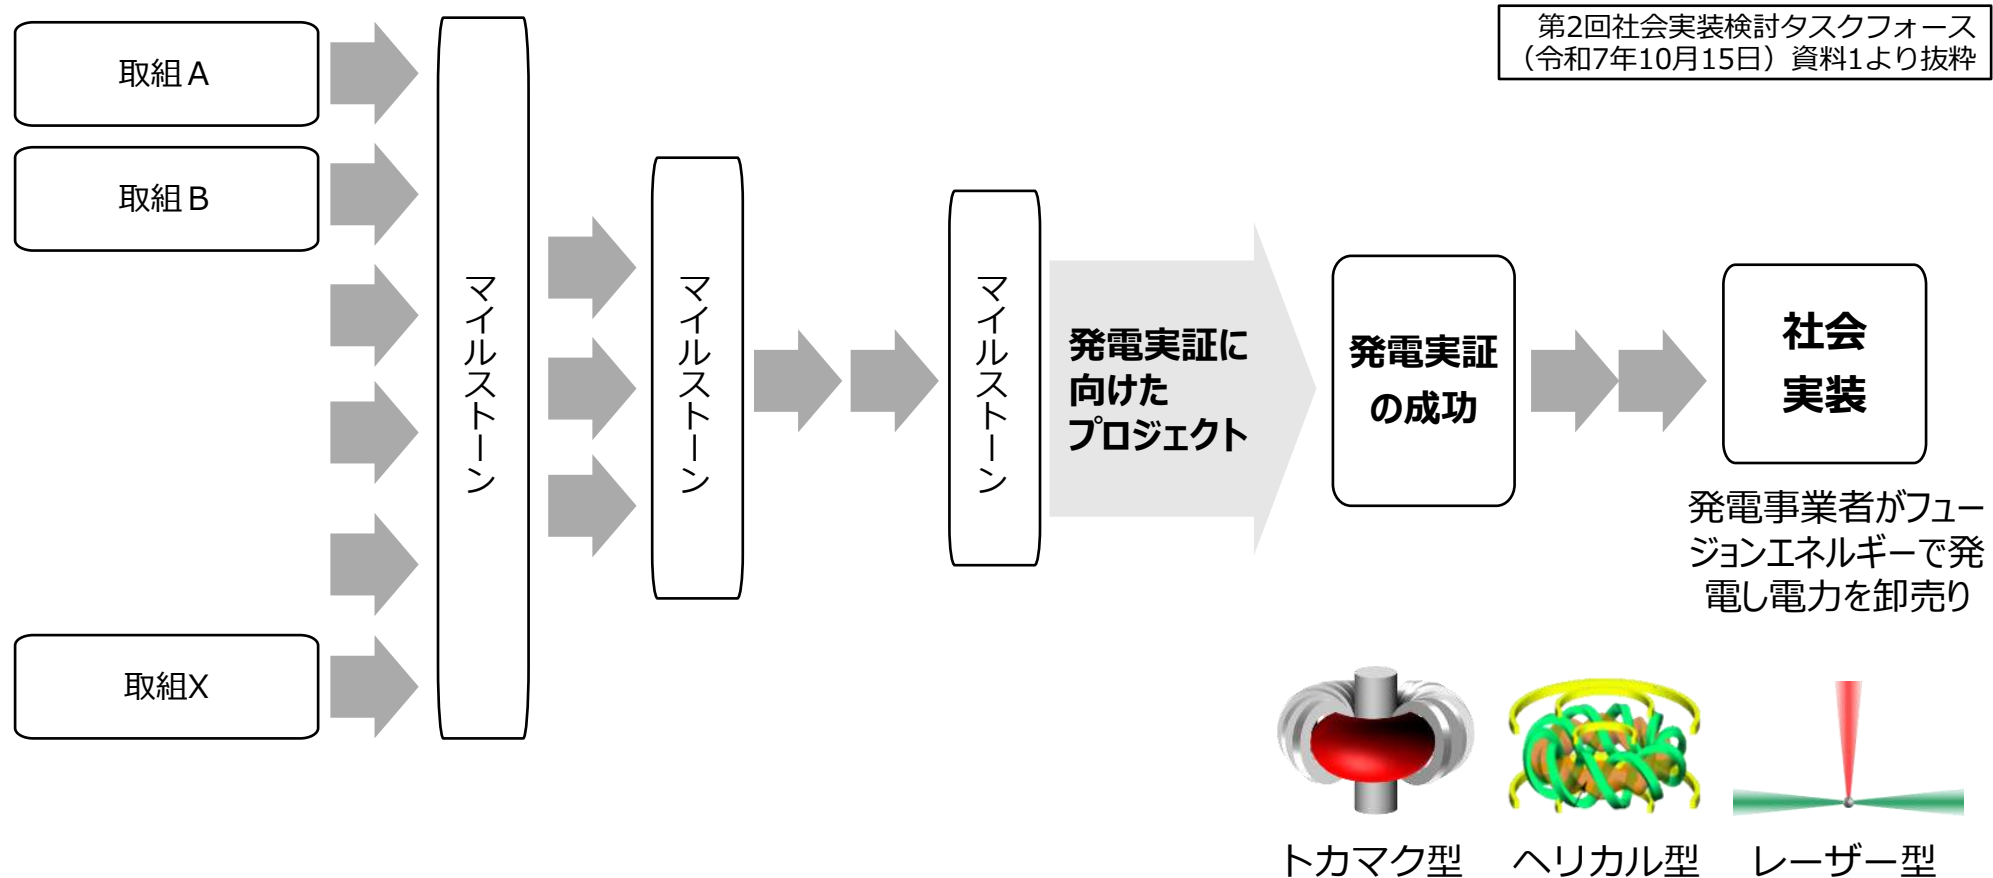 第2回社会実装検討タスクフォース
（令和7年10月15日）資料1より抜粋
取組A
取組B
取組X
マイルストーン
マイルストーン
マイルストーン
発電実証に
向けた
プロジェクト
発電実証
の成功
社会
実装
発電事業者がフュー
ジョンエネルギーで発
電し電力を卸売り
トカマク型
ヘリカル型
レーザー型